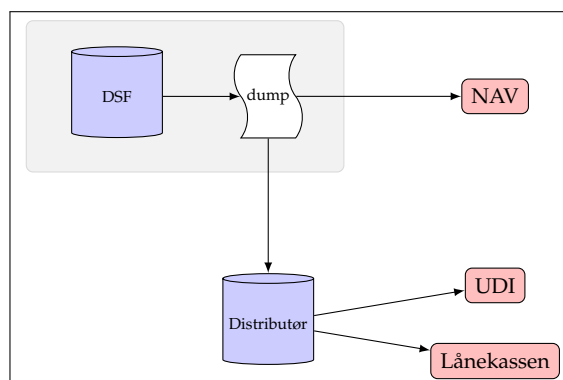 DSF
dump
NAV
Distributør
UDI
Lånekassen